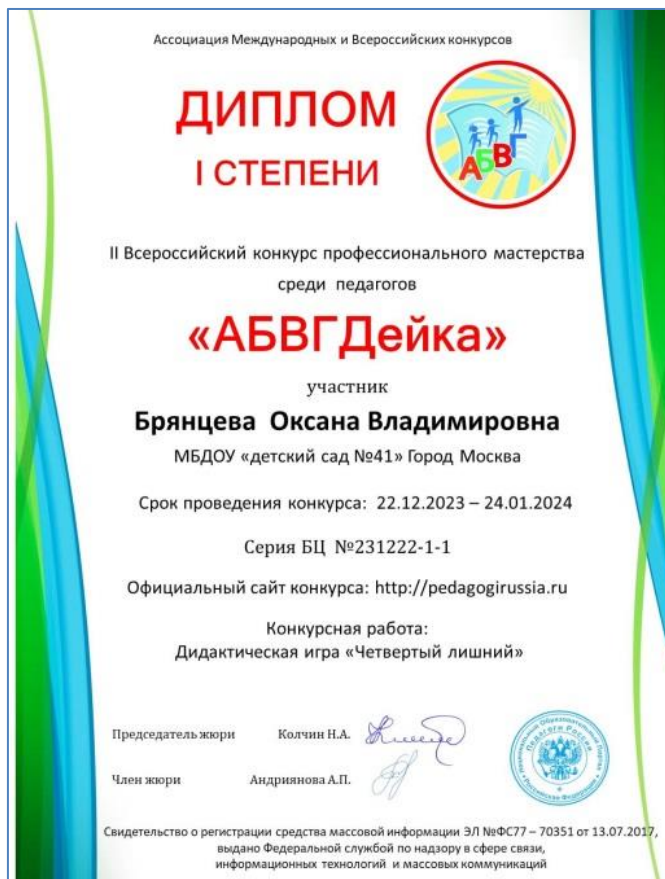 Ассоциация Международных и Всероссийских конкурсов
ДИПЛОМ
I СТЕПЕНИ
АБВГ
II Всероссийский конкурс профессионального мастерства
среди педагогов
«АБВГДейка»
участник
Брянцева Оксана Владимировна
МБДОУ «детский сад №41» Город Москва
Срок проведения конкурса: 22.12.2023 – 24.01.2024
Серия БЦ №231222-1-1
Официальный сайт конкурса: http://pedagogirussia.ru
Конкурсная работа:
Дидактическая игра «Четвертый лишний»
Председатель жюри Колчин Н.А.
Член жюри Андриянова А.П.
Педагоги России
Российская Федерация
Свидетельство о регистрации средства массовой информации ЭЛ №ФС77 – 70351 от 13.07.2017,
выдано Федеральной службой по надзору в сфере связи,
информационных технологий и массовых коммуникаций